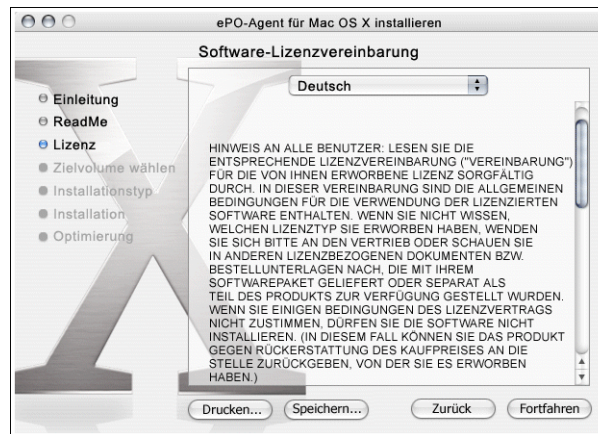 ePO-Agent für Mac OS X installieren
Software-Lizenzvereinbarung
Einleitung
ReadMe
Lizenz
Zielvolume wählen
Installationstyp
Installation
Optimierung
Deutsch
HINWEIS AN ALLE BENUTZER: LESEN SIE DIE
ENTSPRECHENDE LIZENZVEREINBARUNG ("VEREINBARUNG")
FÜR DIE VON IHNEN ERWORBENE LIZENZ SORGFÄLTIG
DURCH. IN DIESER VEREINBARUNG SIND DIE ALLGEMEINEN
BEDINGUNGEN FÜR DIE VERWENDUNG DER LIZENZIERTEN
SOFTWARE ENTHALTEN. WENN SIE NICHT WISSEN,
WELCHEN LIZENZTYP SIE ERWORBEN HABEN, WENDEN
SIE SICH BITTE AN DEN VERTRIEB ODER SCHAUEN SIE
IN ANDEREN LIZENZBEZOGENEN DOKUMENTEN BZW.
BESTELLUNTERLAGEN NACH, DIE MIT IHREM
SOFTWAREPAKET GELIEFERT ODER SEPARAT ALS
TEIL DES PRODUKTS ZUR VERFÜGUNG GESTELLT WURDEN.
WENN SIE EINIGEN BEDINGUNGEN DES LIZENZVERTRAGS
NICHT ZUSTIMMEN, DÜRFEN SIE DIE SOFTWARE NICHT
INSTALLIEREN. (IN DIESEM FALL KÖNNEN SIE DAS PRODUKT
GEGEN RÜCKERSTATTUNG DES KAUFPREISES AN DIE
STELLE ZURÜCKGEBEN, VON DER SIE ES ERWORBEN
HABEN.)
Drucken... Speichern... Zurück Fortfahren